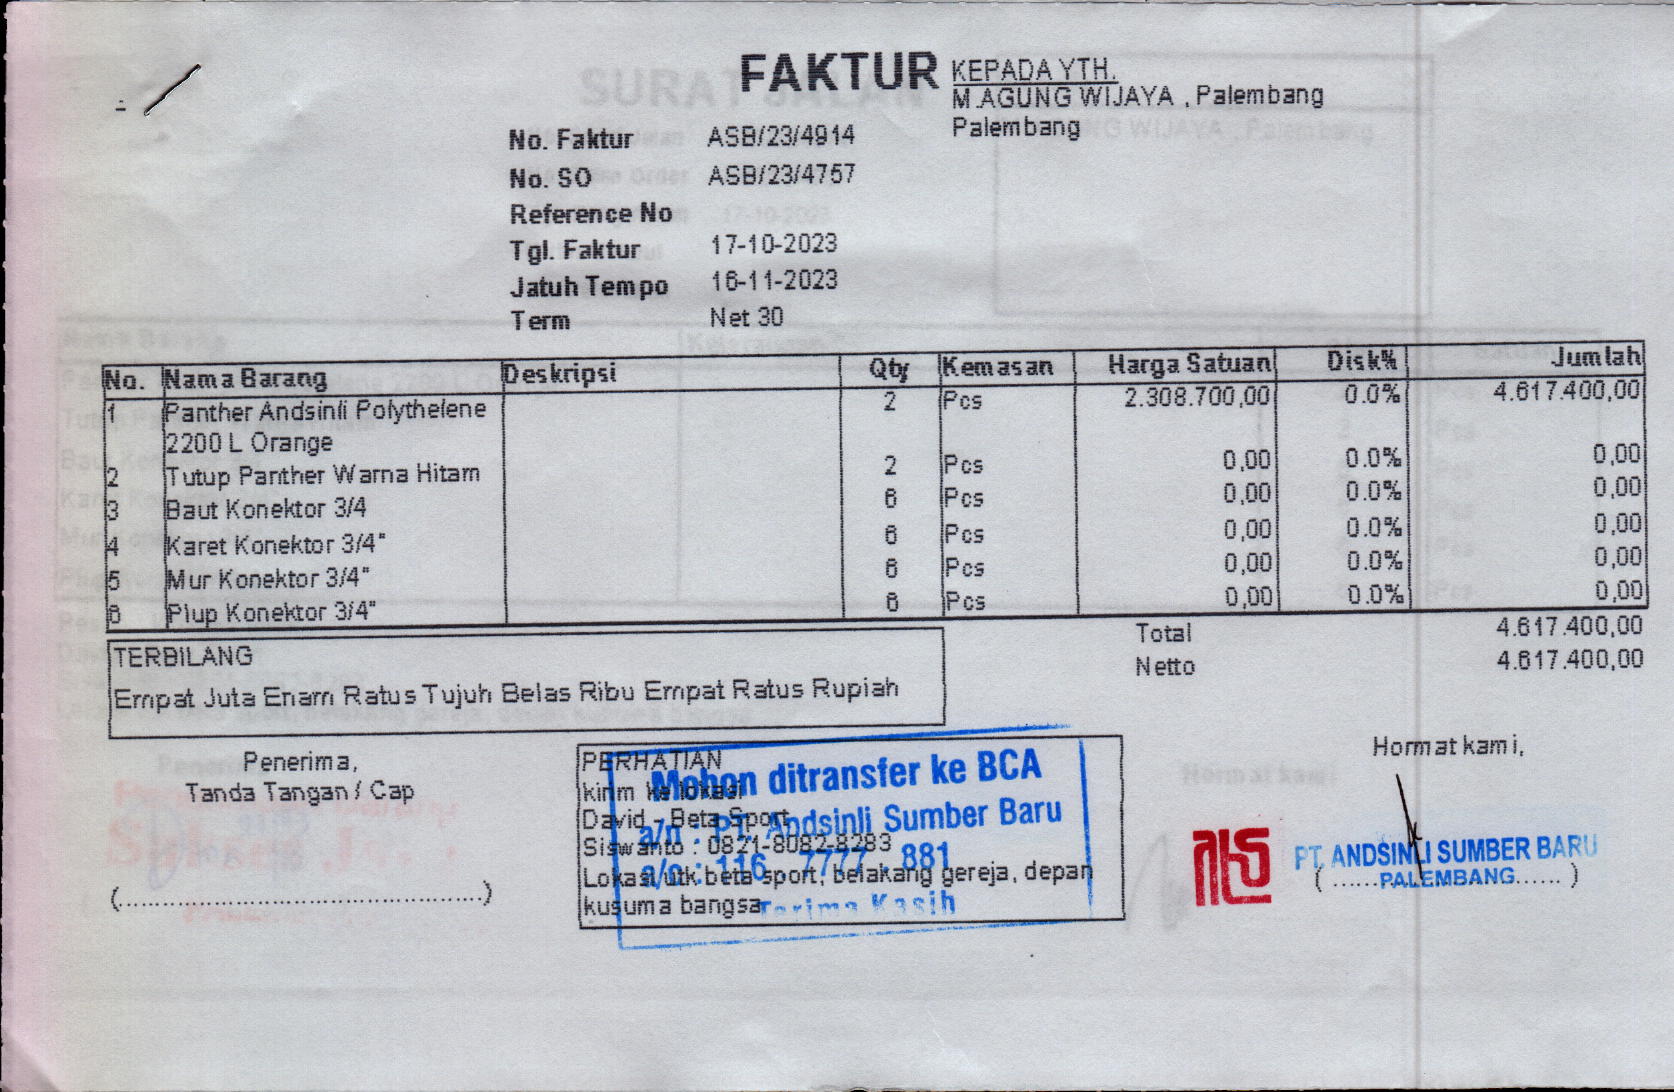 FAKTUR
KEPADA YTH.
M.AGUNG WIJAYA , Palembang
Palembang
No. Faktur ASB/23/4914
No. SO ASB/23/4757
Reference No
Tgl. Faktur 17-10-2023
Jatuh Tempo 16-11-2023
Term Net 30
No. Nama Barang Deskripsi Qty Kemasan Harga Satuan Disk% Jumlah
1 Panther Andsinli Polythelene 2 Pcs 2.308.700,00 0.0% 4.617.400,00
2200 L Orange
2 Tutup Panther Warna Hitam 2 Pcs 0,00 0.0% 0,00
3 Baut Konektor 3/4 6 Pcs 0,00 0.0% 0,00
4 Karet Konektor 3/4" 6 Pcs 0,00 0.0% 0,00
5 Mur Konektor 3/4" 6 Pcs 0,00 0.0% 0,00
6 Plup Konektor 3/4" 6 Pcs 0,00 0.0% 0,00
Total 4.617.400,00
Netto 4.617.400,00
TERBILANG
Empat Juta Enam Ratus Tujuh Belas Ribu Empat Ratus Rupiah
Penerima,
Tanda Tangan / Cap
(..................................................)
PERHATIAN
kirim ke lokasi
David - Beta Sport
Siswanto : 0821-8082-8283
Lokasi utk beta sport, belakang gereja, depan
kusuma bangsa
Mohon ditransfer ke BCA
a/n : PT. Andsinli Sumber Baru
a/c : 116 . 7777 . 881
Terima Kasih
Hormat kami,
PT. ANDSINLI SUMBER BARU
(......PALEMBANG......)